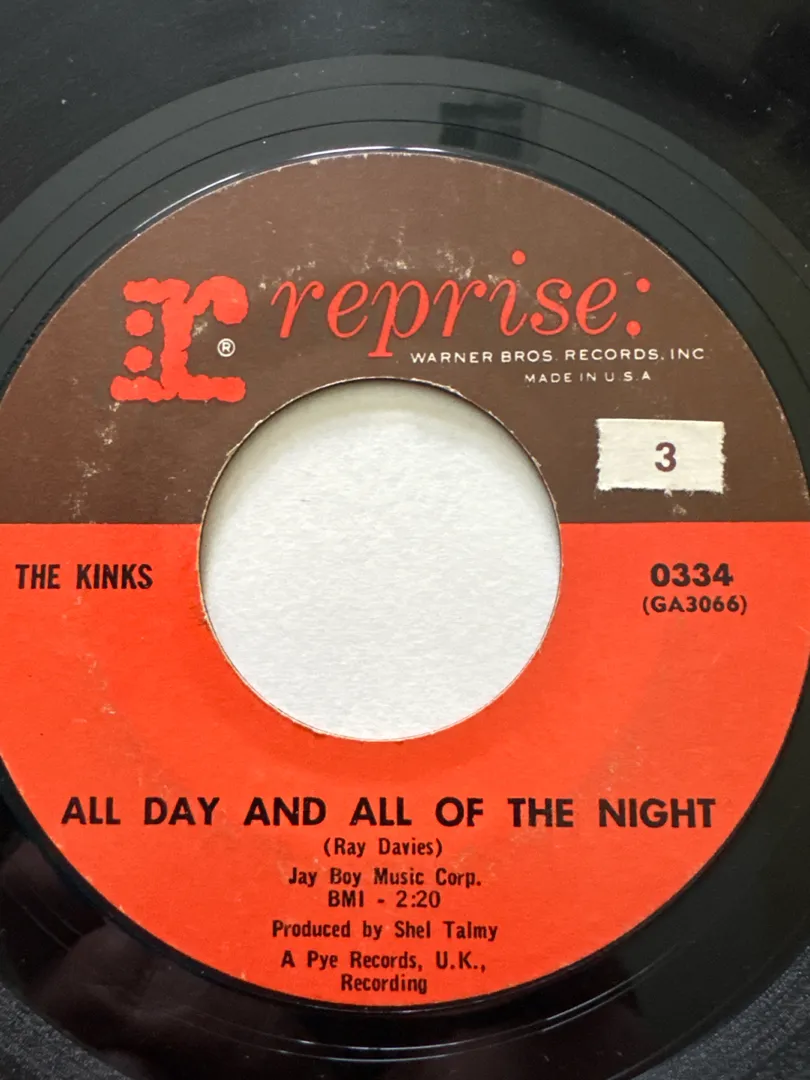 r® reprise:
WARNER BROS. RECORDS, INC
MADE IN U.S.A
3
THE KINKS
0334
(GA3066)
ALL DAY AND ALL OF THE NIGHT
(Ray Davies)
Jay Boy Music Corp.
BMI - 2:20
Produced by Shel Talmy
A Pye Records, U.K.,
Recording